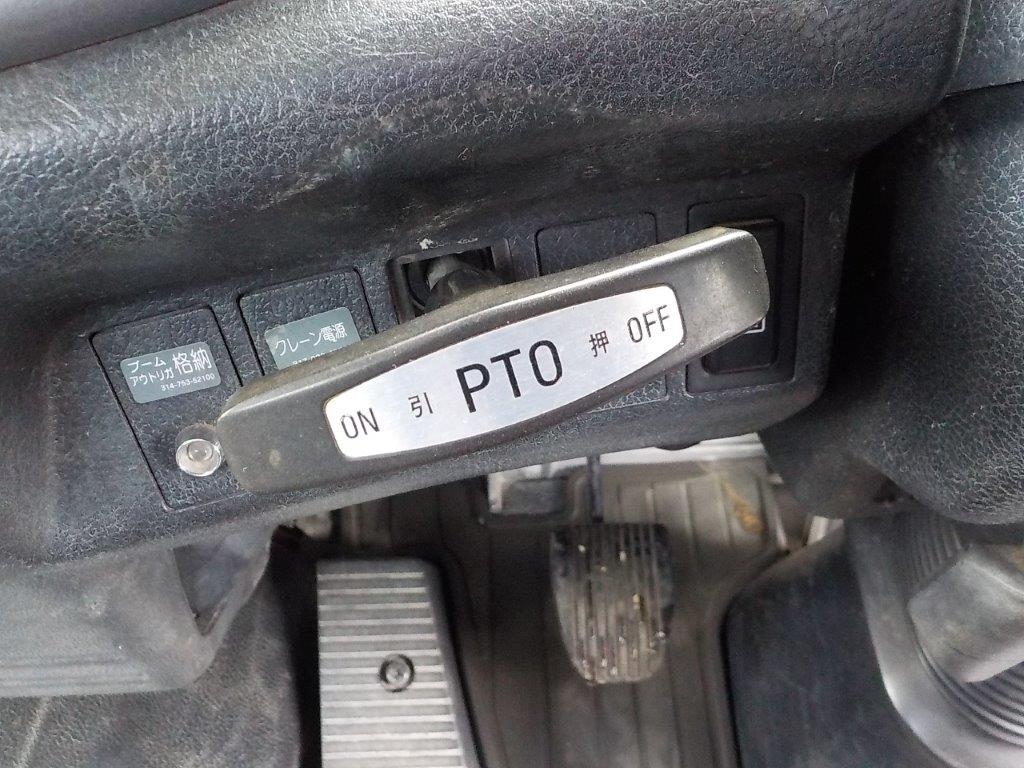 ブーム
アウトリガ 格納
314-753-52100
クレーン電源
ON 引 PTO 押 OFF